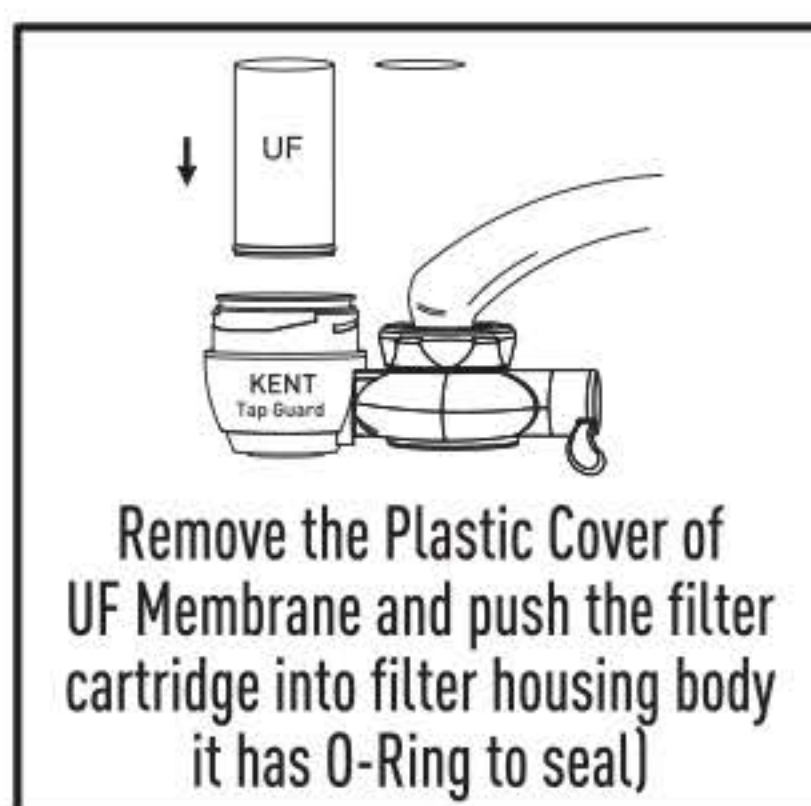 UF
KENT
Tap Guard
Remove the Plastic Cover of
UF Membrane and push the filter
cartridge into filter housing body
it has O-Ring to seal)